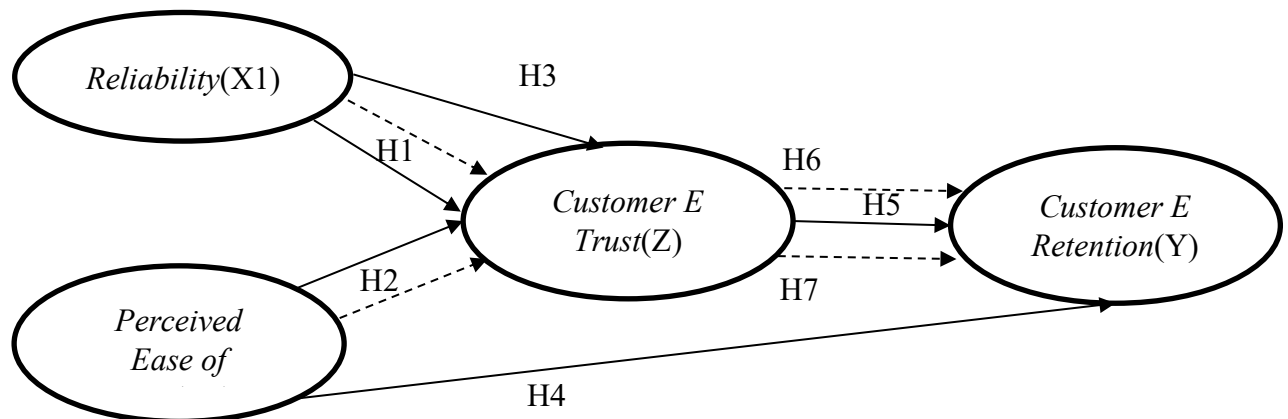 Reliability(X1)
H3
H1
Customer E
Trust(Z)
H6
H5
H7
Customer E
Retention(Y)
H2
Perceived
Ease of
H4